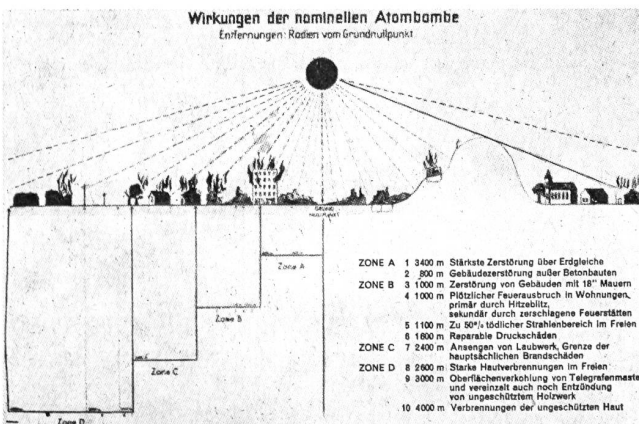 Wirkungen der nominellen Atombombe
Entfernungen: Radien vom Grundnullpunkt
GRUND
NULLPUNKT
Zone A
Zone B
Zone C
Zone D
ZONE A 1 3400 m Stärkste Zerstörung über Erdgleiche
2 800 m Gebäudezerstörung außer Betonbauten
ZONE B 3 1000 m Zerstörung von Gebäuden mit 18" Mauern
4 1000 m Plötzlicher Feuerausbruch in Wohnungen,
primär durch Hitzeblitz,
sekundär durch zerschlagene Feuerstätten
5 1100 m Zu 50% tödlicher Strahlenbereich im Freien
6 1600 m Reparable Druckschäden
ZONE C 7 2400 m Ansengen von Laubwerk, Grenze der
hauptsächlichen Brandschäden
ZONE D 8 2600 m Starke Hautverbrennungen im Freien
9 3000 m Oberflächenverkohlung von Telegrafenmaste
und vereinzelt auch noch Entzündung
von ungeschütztem Holzwerk
10 4000 m Verbrennungen der ungeschützten Haut